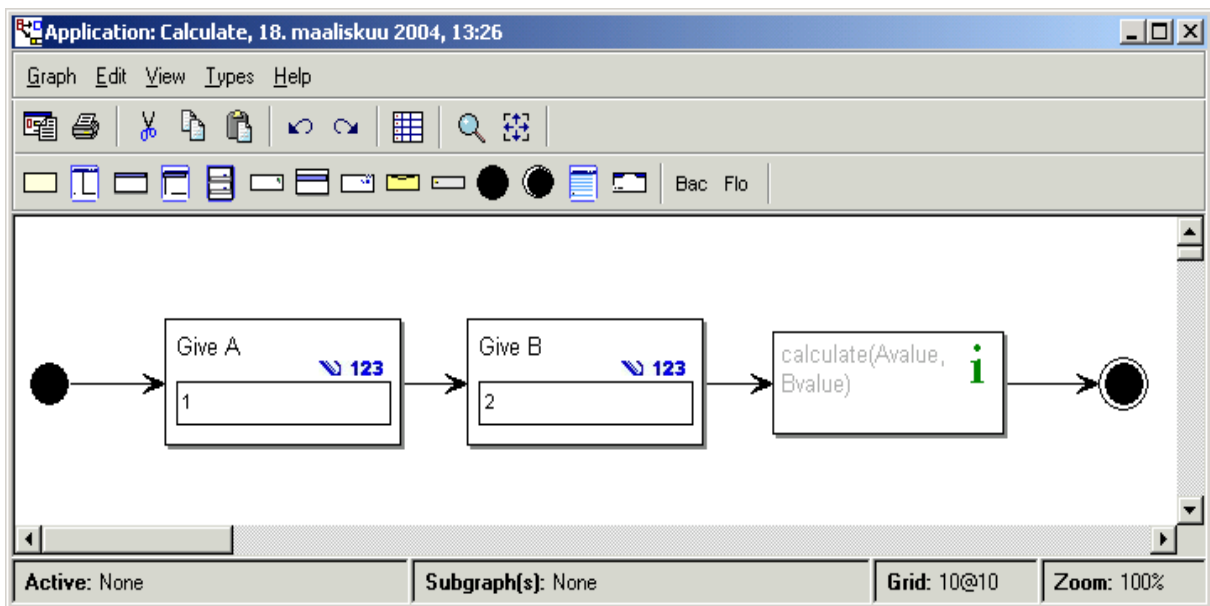 Application: Calculate, 18. maaliskuu 2004, 13:26
Graph Edit View Types Help
Bac Flo
Give A
123
1
Give B
123
2
calculate(Avalue,
Bvalue)
i
Active: None Subgraph(s): None Grid: 10@10 Zoom: 100%